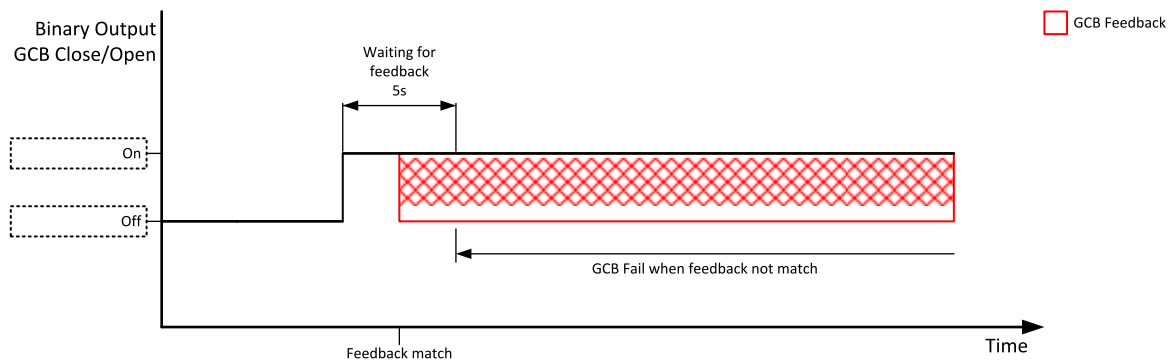 Binary Output
GCB Close/Open
Waiting for
feedback
5s
GCB Feedback
On
Off
GCB Fail when feedback not match
Feedback match
Time